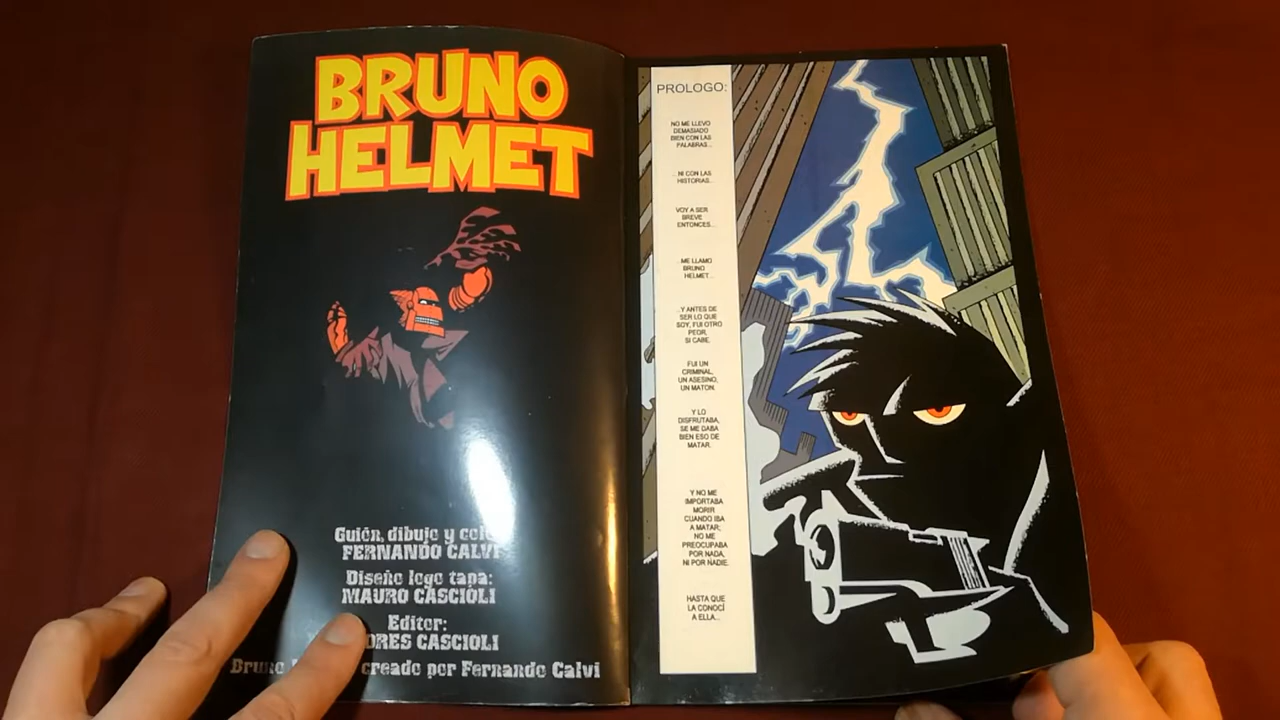 BRUNO
HELMET
Guión, dibujo y
FERNANDO CALVI
Diseño logo tapa:
MAURO CASCIOLI
Editor:
CASCIOLI
creado por Fernando Calvi
PROLOGO:
NO ME LLEVO
DEMASIADO
BIEN CON LAS
PALABRAS...
...NI CON LAS
HISTORIAS...
VOY A SER
BREVE
ENTONCES...
...ME LLAMO
BRUNO
HELMET...
...Y ANTES DE
SER LO QUE
SOY, FUI OTRO
PEOR,
SI CABE.
FUI UN
CRIMINAL,
UN ASESINO,
UN MATON.
Y LO
DISFRUTABA,
SE ME DABA
BIEN ESO DE
MATAR.
Y NO ME
IMPORTABA
MORIR
CUANDO IBA
A MATAR;
NO ME
PREOCUPABA
POR NADA,
NI POR NADIE.
HASTA QUE
LA CONOCÍ
A ELLA...